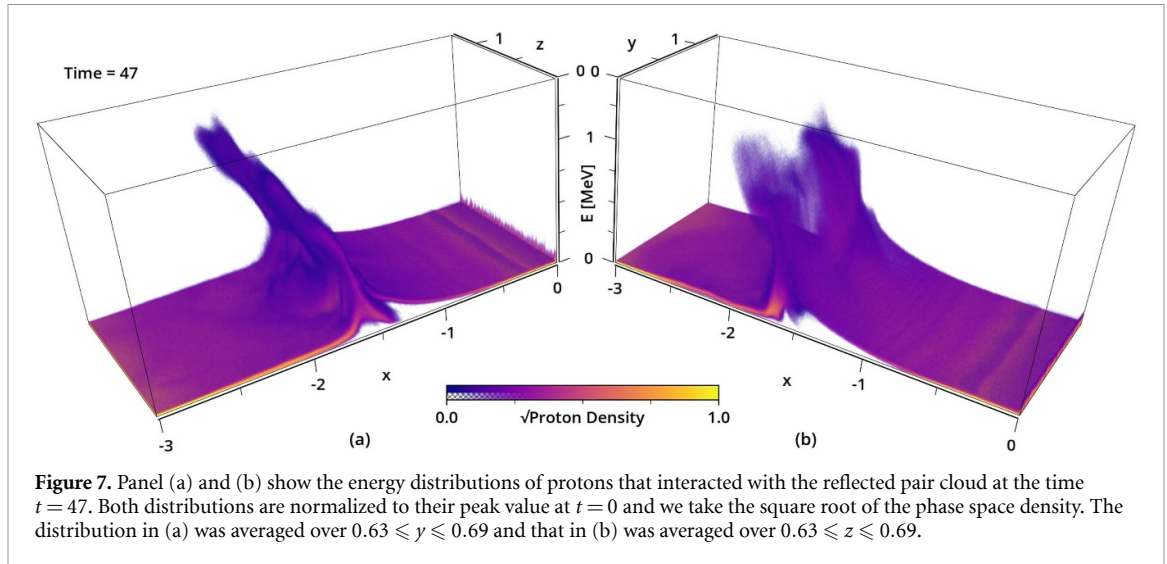 Time = 47
1 z
y 1
0 0
1
E [MeV]
0
0
-3
-1
-2
-2
-1
x
x
-3
0
0.0 √Proton Density 1.0
(a)
(b)
Figure 7. Panel (a) and (b) show the energy distributions of protons that interacted with the reflected pair cloud at the time
t = 47. Both distributions are normalized to their peak value at t = 0 and we take the square root of the phase space density. The
distribution in (a) was averaged over 0.63 ⩽ y ⩽ 0.69 and that in (b) was averaged over 0.63 ⩽ z ⩽ 0.69.